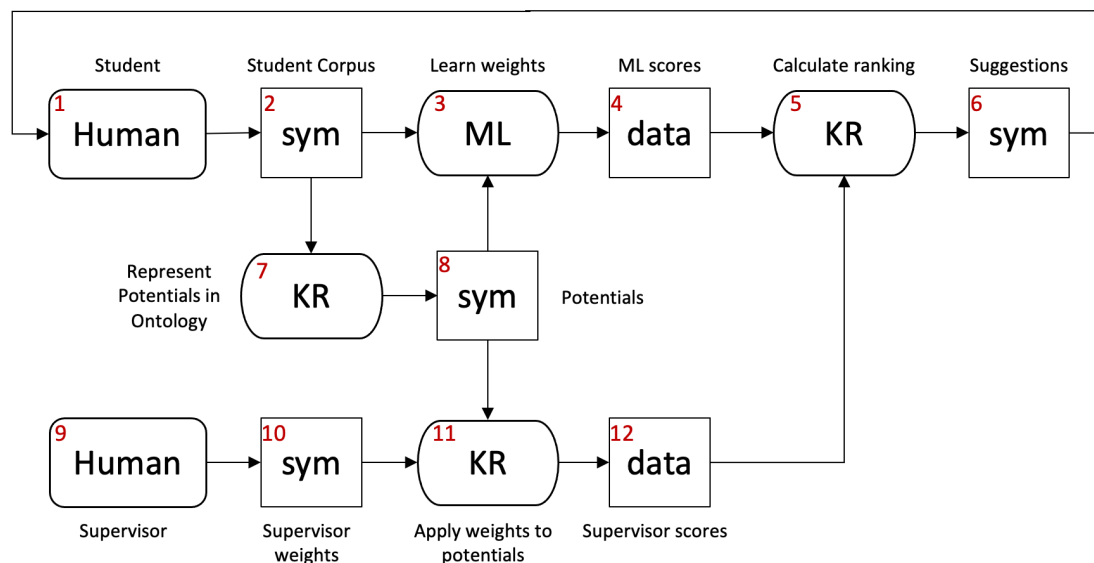 Student
Student Corpus
Learn weights
ML scores
Calculate ranking
Suggestions
1
Human
2
sym
3
ML
4
data
5
KR
6
sym
Represent
Potentials in
Ontology
7
KR
8
sym
Potentials
9
Human
10
sym
11
KR
12
data
Supervisor
Supervisor
weights
Apply weights to
potentials
Supervisor scores